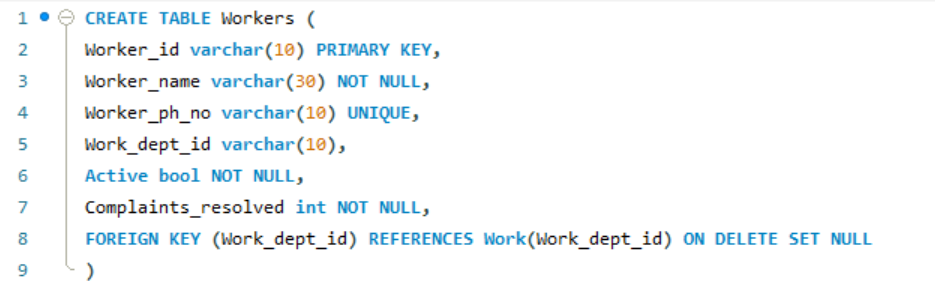 1 CREATE TABLE Workers (
2 Worker_id varchar(10) PRIMARY KEY,
3 Worker_name varchar(30) NOT NULL,
4 Worker_ph_no varchar(10) UNIQUE,
5 Work_dept_id varchar(10),
6 Active bool NOT NULL,
7 Complaints_resolved int NOT NULL,
8 FOREIGN KEY (Work_dept_id) REFERENCES Work(Work_dept_id) ON DELETE SET NULL
9 )